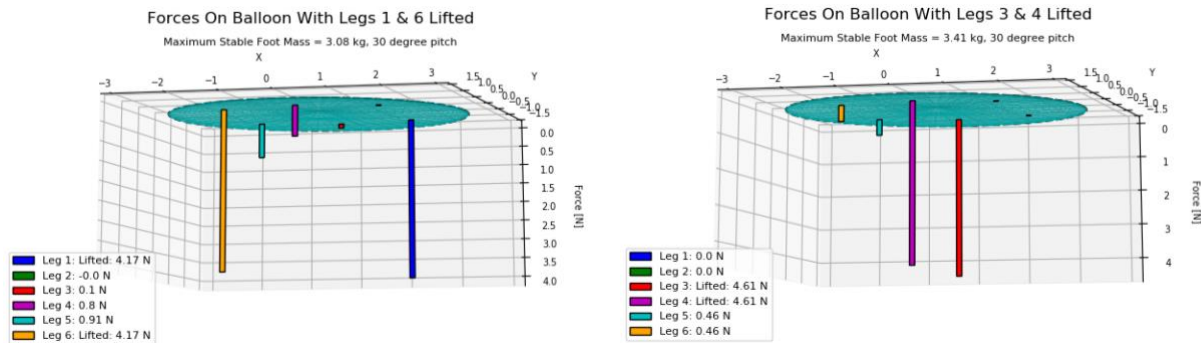 Forces On Balloon With Legs 1 & 6 Lifted
Maximum Stable Foot Mass = 3.08 kg, 30 degree pitch
X
−3 −2 −1 0 1 2 3
Y
1.5
1.0
0.5
0.0
-0.5
-1.0
-1.5
0.0
0.5
1.0
1.5
2.0
2.5
3.0
3.5
4.0
Force [N]
Leg 1: Lifted: 4.17 N
Leg 2: -0.0 N
Leg 3: 0.1 N
Leg 4: 0.8 N
Leg 5: 0.91 N
Leg 6: Lifted: 4.17 N
Forces On Balloon With Legs 3 & 4 Lifted
Maximum Stable Foot Mass = 3.41 kg, 30 degree pitch
X
−3 −2 −1 0 1 2 3
Y
1.5
1.0
0.5
0.0
-0.5
-1.0
-1.5
0
1
2
3
4
Force [N]
Leg 1: 0.0 N
Leg 2: 0.0 N
Leg 3: Lifted: 4.61 N
Leg 4: Lifted: 4.61 N
Leg 5: 0.46 N
Leg 6: 0.46 N